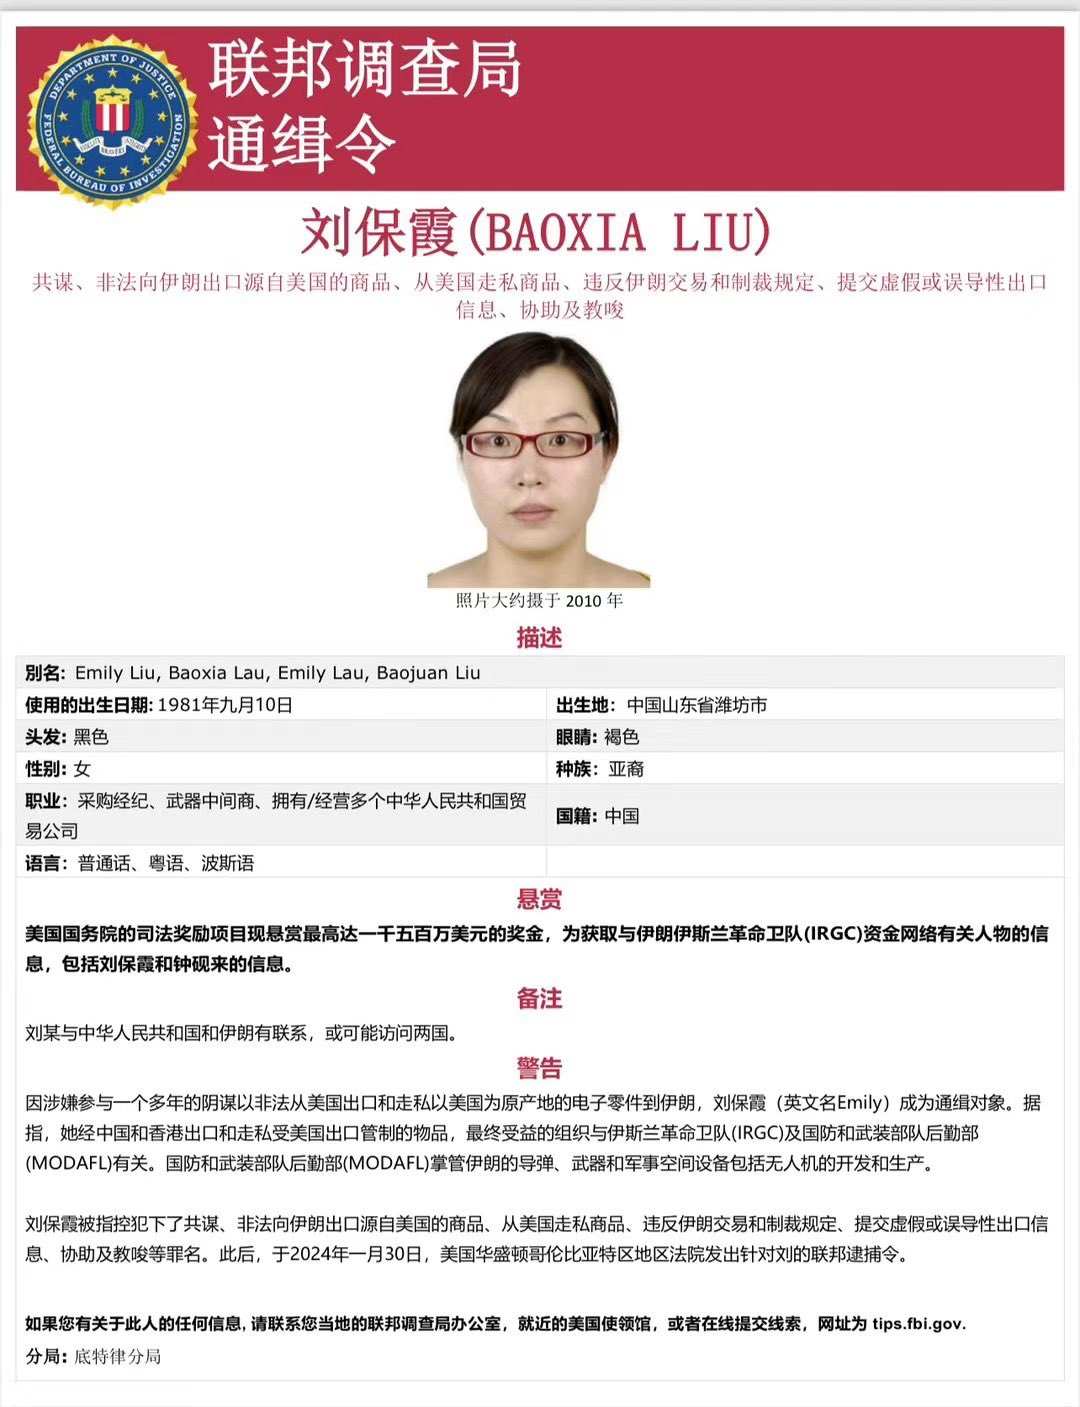 DEPARTMENT OF JUSTICE
FEDERAL BUREAU OF INVESTIGATION
FIDELITY BRAVERY INTEGRITY
联邦调查局
通缉令
刘保霞(BAOXIA LIU)
共谋、非法向伊朗出口源自美国的商品、从美国走私商品、违反伊朗交易和制裁规定、提交虚假或误导性出口
信息、协助及教唆
照片大约摄于 2010 年
描述
别名: Emily Liu, Baoxia Lau, Emily Lau, Baojuan Liu
使用的出生日期: 1981年九月10日
出生地: 中国山东省潍坊市
头发: 黑色
眼睛: 褐色
性别: 女
种族: 亚裔
职业: 采购经纪、武器中间商、拥有/经营多个中华人民共和国贸
易公司
国籍: 中国
语言: 普通话、粤语、波斯语
悬赏
美国国务院的司法奖励项目现悬赏最高达一千五百万美元的奖金，为获取与伊朗伊斯兰革命卫队(IRGC)资金网络有关人物的信
息，包括刘保霞和钟砚来的信息。
备注
刘某与中华人民共和国和伊朗有联系，或可能访问两国。
警告
因涉嫌参与一个多年的阴谋以非法从美国出口和走私以美国为原产地的电子零件到伊朗，刘保霞（英文名Emily）成为通缉对象。据
指，她经中国和香港出口和走私受美国出口管制的物品，最终受益的组织与伊斯兰革命卫队(IRGC)及国防和武装部队后勤部
(MODAFL)有关。国防和武装部队后勤部(MODAFL)掌管伊朗的导弹、武器和军事空间设备包括无人机的开发和生产。
刘保霞被指控犯下了共谋、非法向伊朗出口源自美国的商品、从美国走私商品、违反伊朗交易和制裁规定、提交虚假或误导性出口信
息、协助及教唆等罪名。此后，于2024年一月30日，美国华盛顿哥伦比亚特区地区法院发出针对刘的联邦逮捕令。
如果您有关于此人的任何信息, 请联系您当地的联邦调查局办公室，就近的美国使领馆，或者在线提交线索，网址为 tips.fbi.gov.
分局: 底特律分局